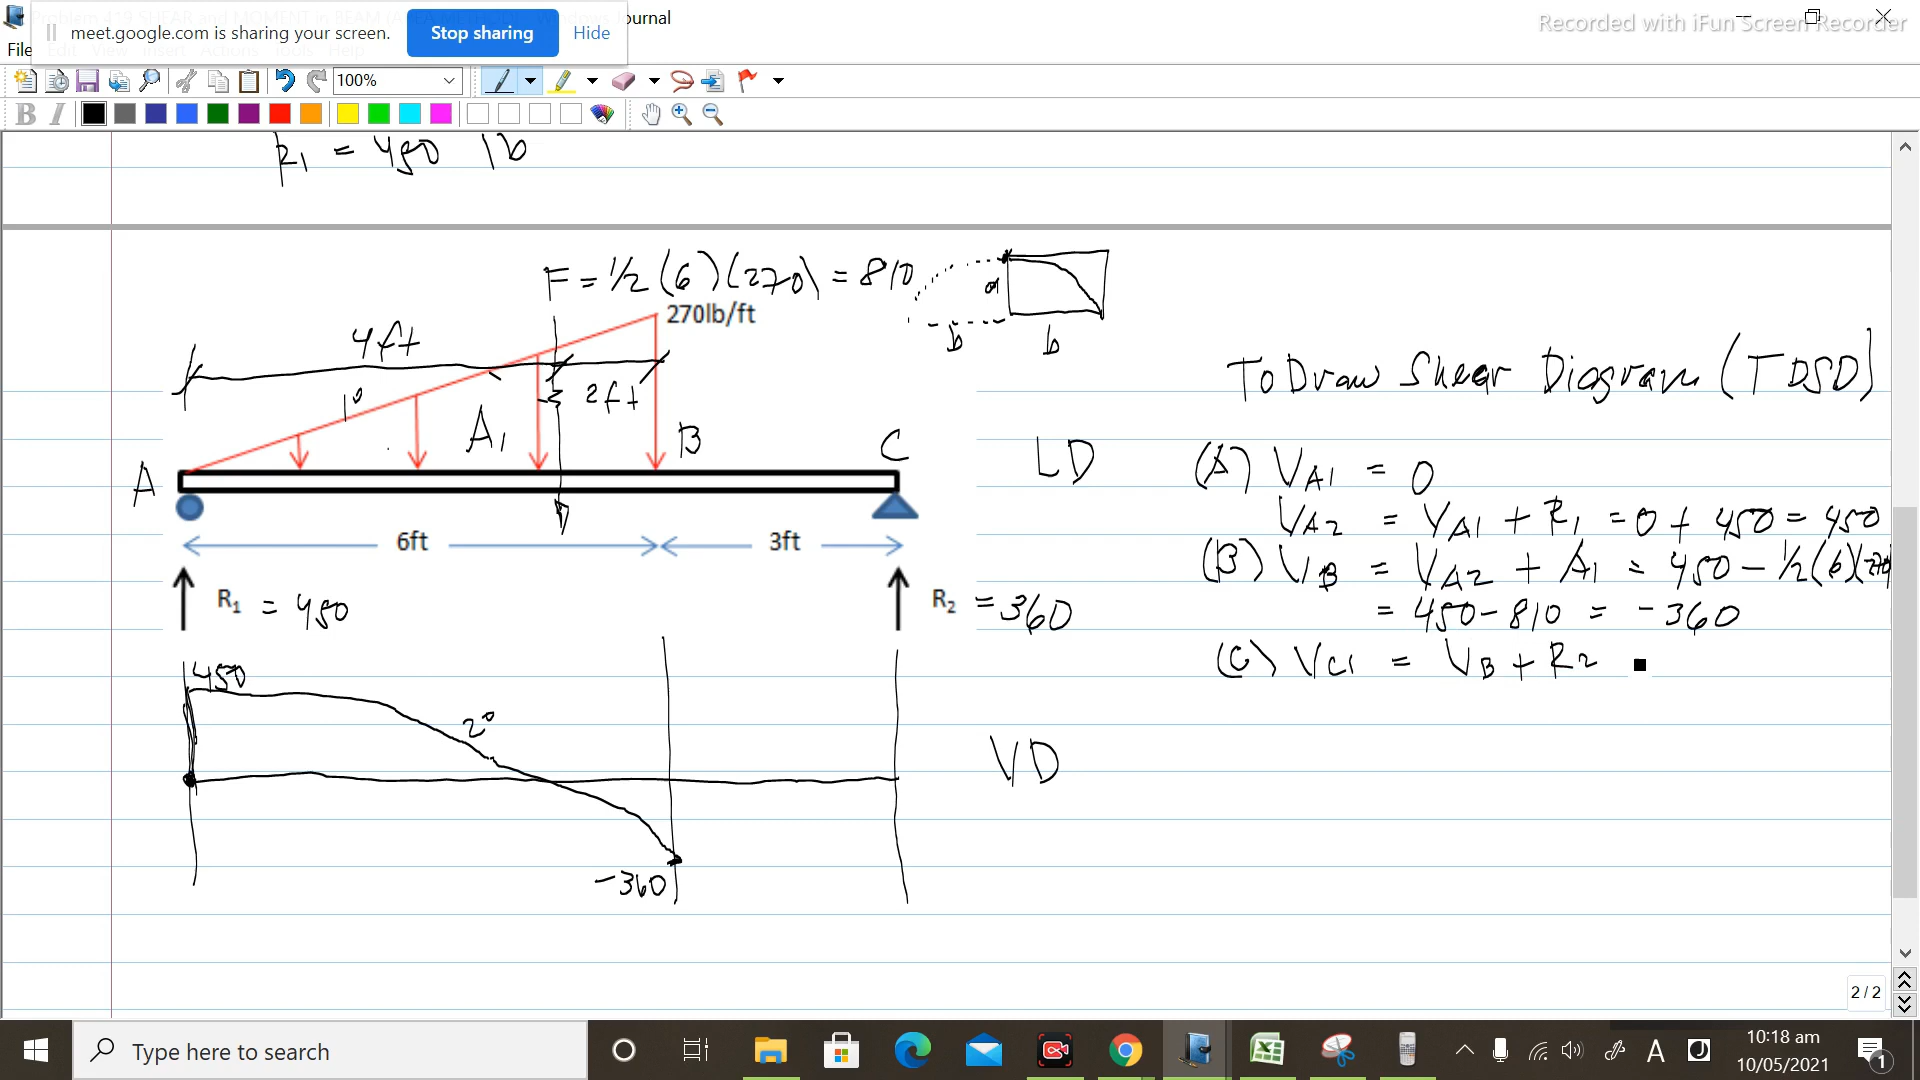 Journal
meet.google.com is sharing your screen.
Stop sharing
Hide
Recorded with iFun Screen Recorder
File
100%
B I
R1 = 450 lb
F = 1/2 (6) (270) = 810
a
b
b
270lb/ft
4ft
1°
2ft
A1
B
C
A
LD
6ft
3ft
R1 = 450
R2 = 360
450
2°
-360
VD
To Draw Shear Diagram (TDSD)
(A) VA1 = 0
VA2 = VA1 + R1 = 0 + 450 = 450
(B) VB = VA2 + A1 = 450 - 1/2(6)(270
= 450 - 810 = -360
(C) VC1 = VB + R2
2 / 2
Type here to search
A
10:18 am
10/05/2021
1